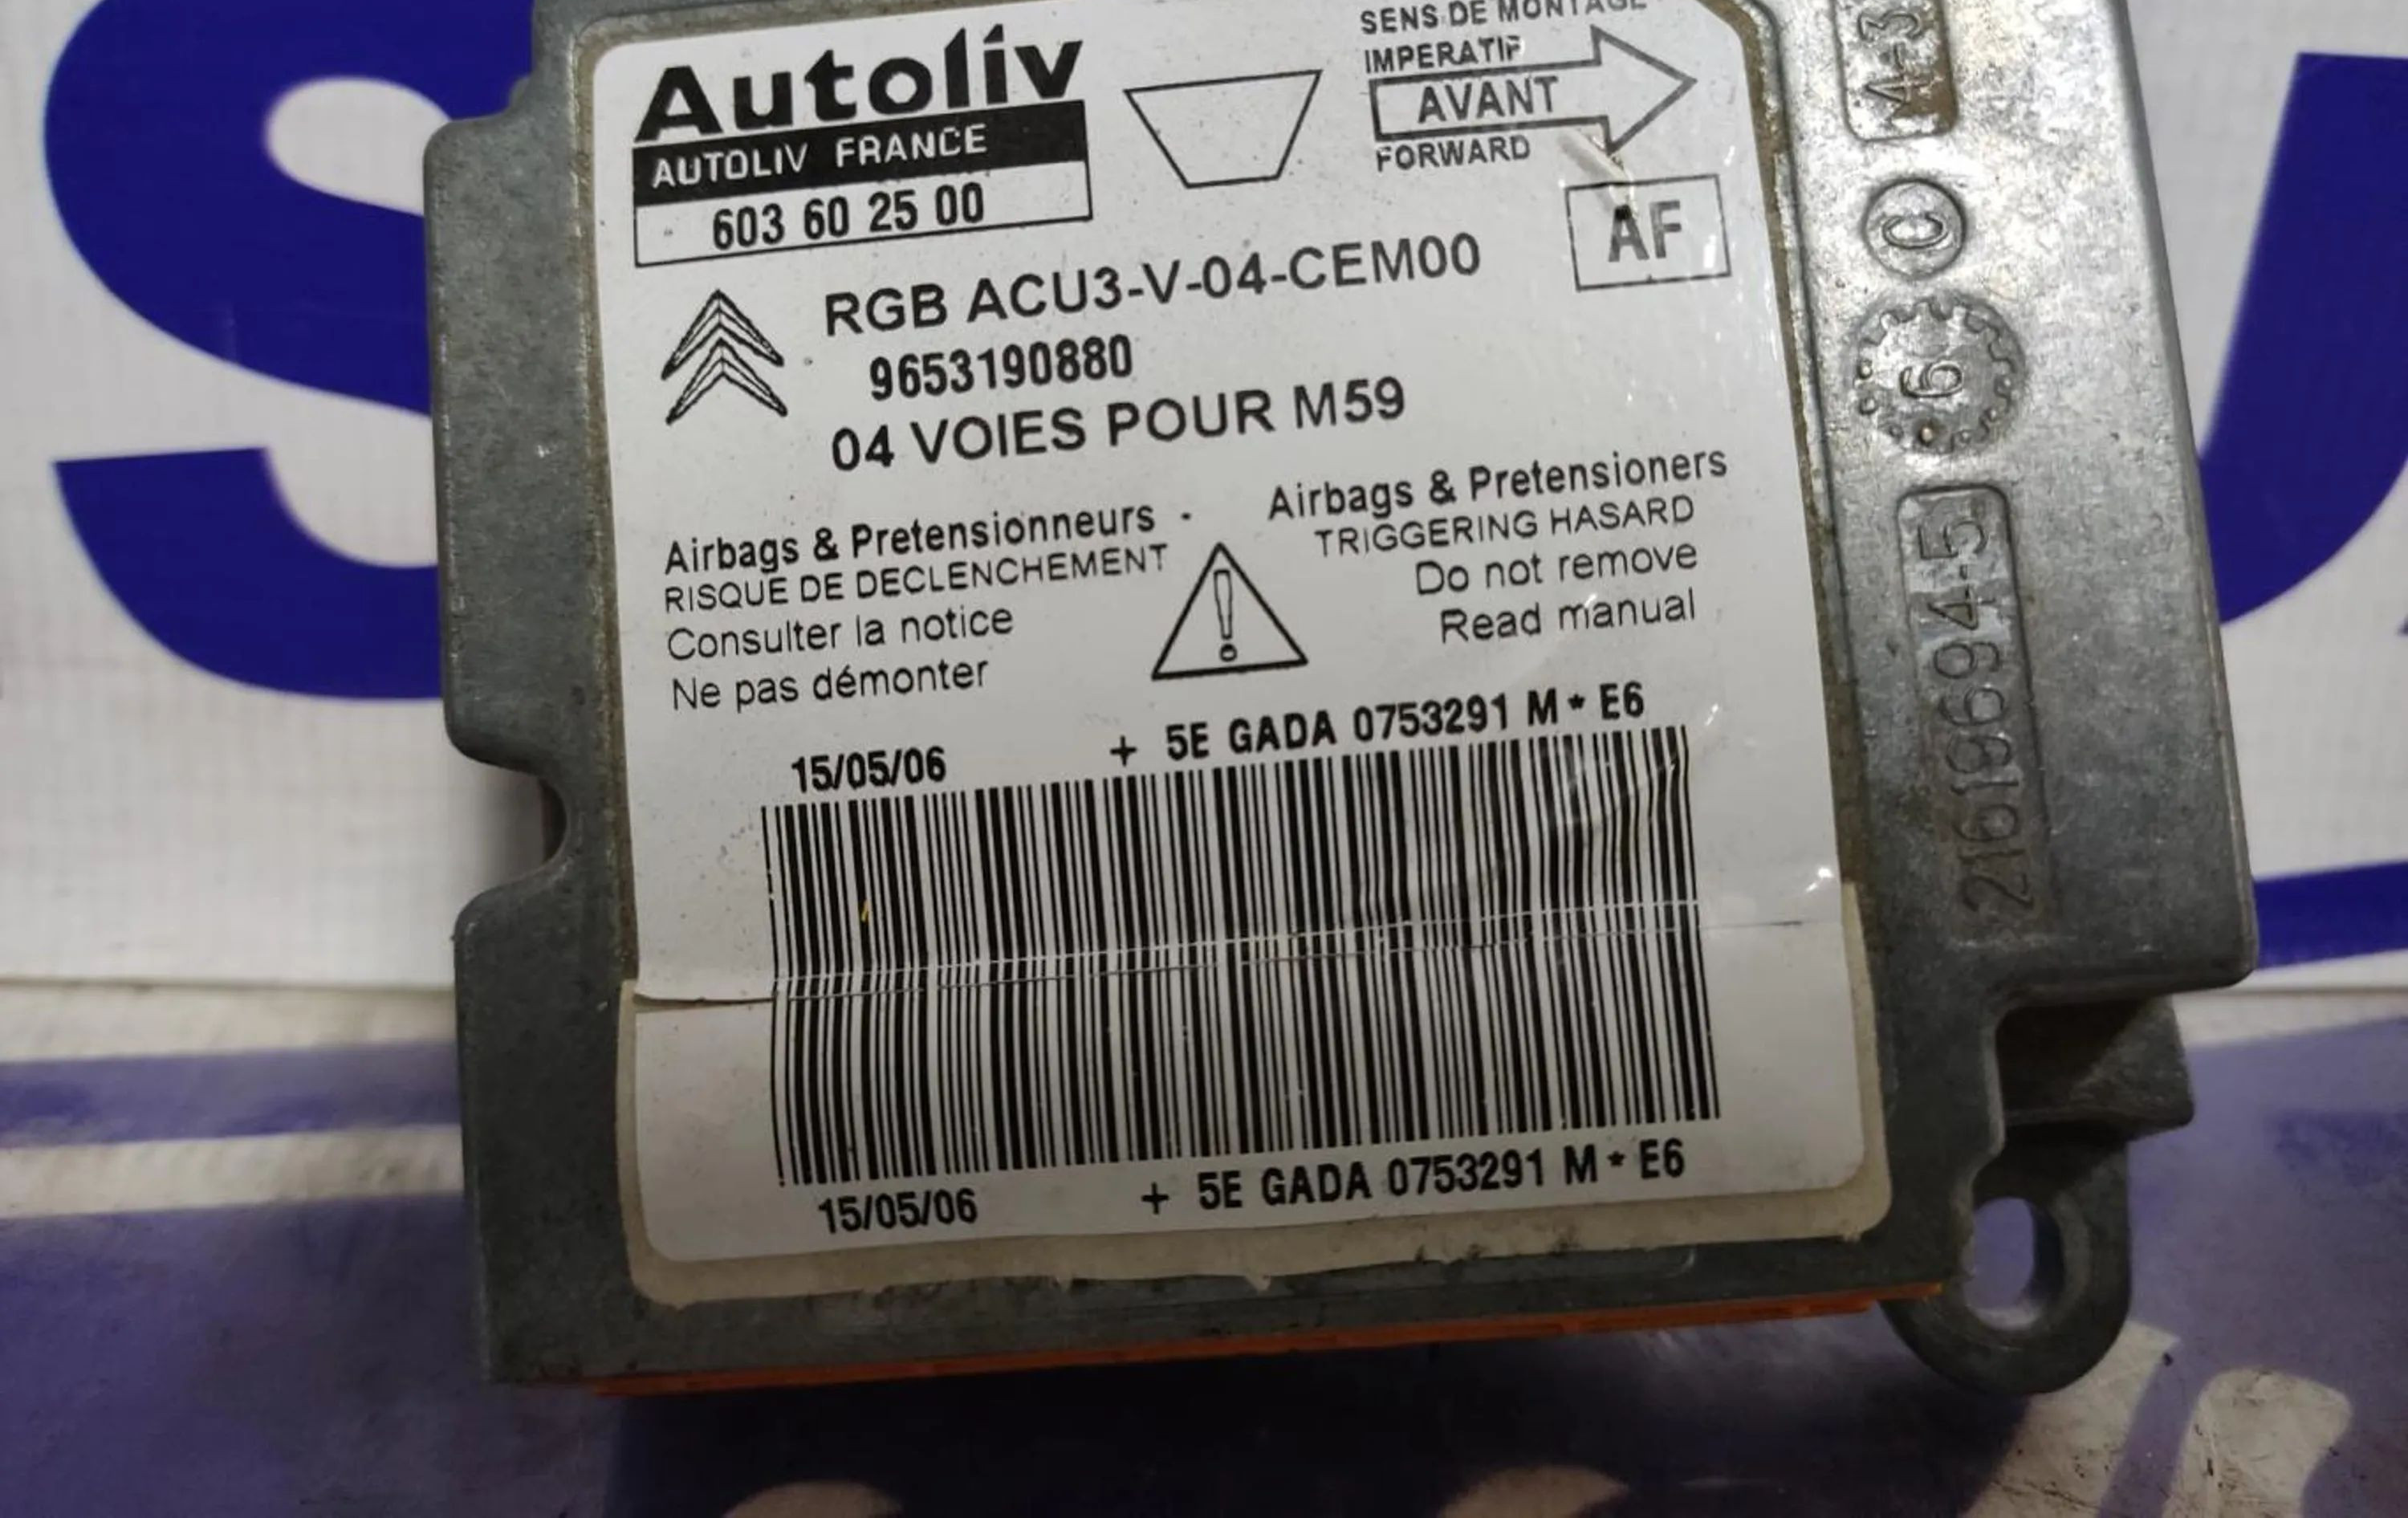 Autoliv
AUTOLIV FRANCE
603 60 25 00
SENS DE MONTAGE
IMPERATIF
AVANT
FORWARD
AF
RGB ACU3-V-04-CEM00
9653190880
04 VOIES POUR M59
Airbags & Pretensionneurs -
RISQUE DE DECLENCHEMENT
Consulter la notice
Ne pas démonter
Airbags & Pretensioners
TRIGGERING HASARD
Do not remove
Read manual
15/05/06 + 5E GADA 0753291 M * E6
15/05/06 + 5E GADA 0753291 M * E6
M-3
C
6
21619694-5